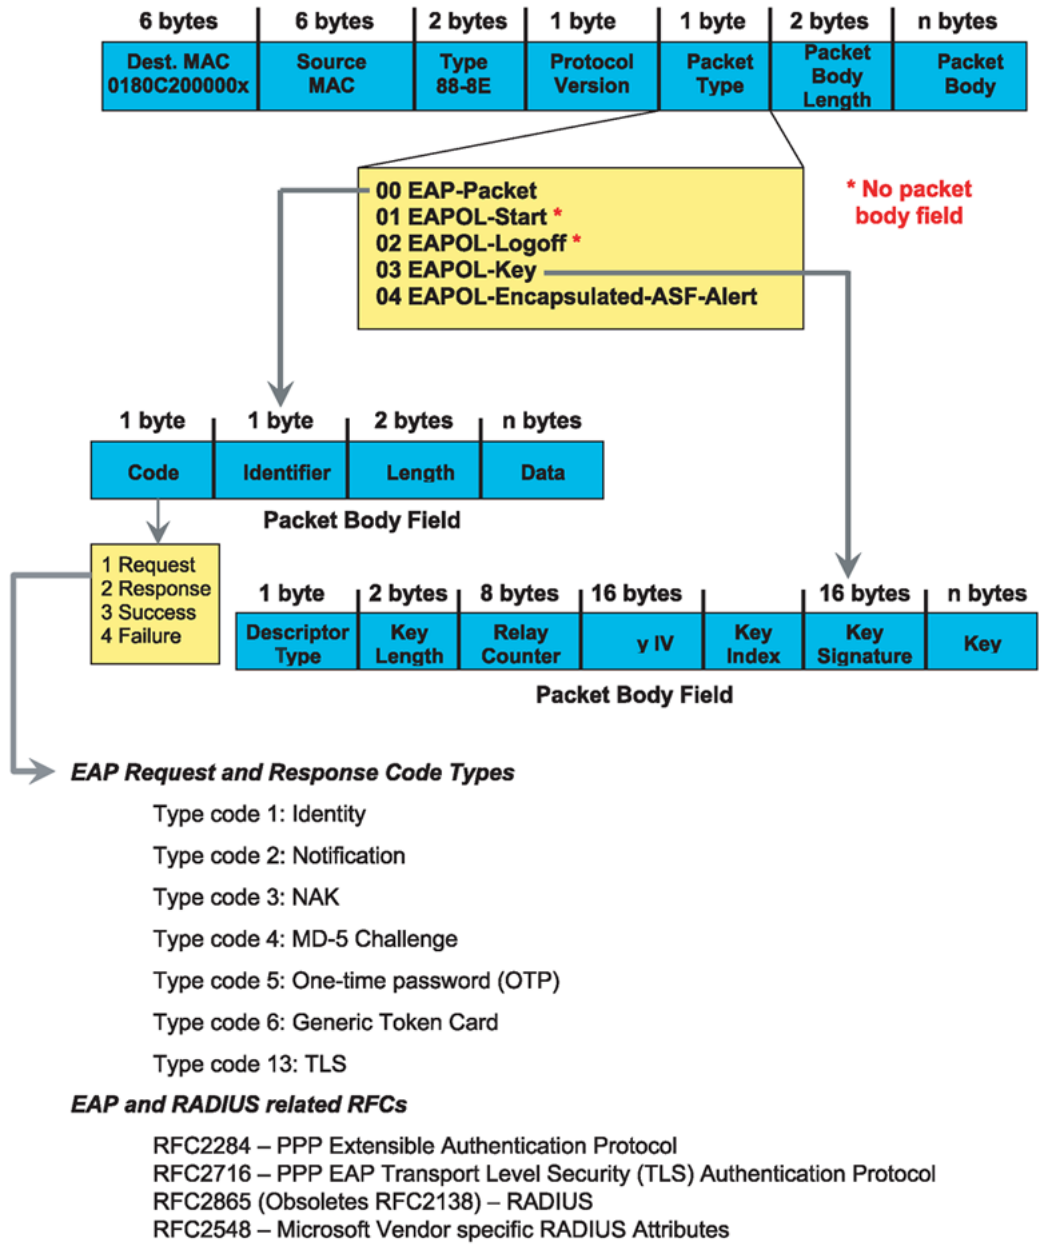 6 bytes 6 bytes 2 bytes 1 byte 1 byte 2 bytes n bytes
Dest. MAC
0180C200000x
Source
MAC
Type
88-8E
Protocol
Version
Packet
Type
Packet
Body
Length
Packet
Body
00 EAP-Packet
01 EAPOL-Start *
02 EAPOL-Logoff *
03 EAPOL-Key
04 EAPOL-Encapsulated-ASF-Alert
* No packet
body field
1 byte 1 byte 2 bytes n bytes
Code Identifier Length Data
Packet Body Field
1 Request
2 Response
3 Success
4 Failure
1 byte 2 bytes 8 bytes 16 bytes 16 bytes n bytes
Descriptor
Type
Key
Length
Relay
Counter
y IV
Key
Index
Key
Signature
Key
Packet Body Field
EAP Request and Response Code Types
Type code 1: Identity
Type code 2: Notification
Type code 3: NAK
Type code 4: MD-5 Challenge
Type code 5: One-time password (OTP)
Type code 6: Generic Token Card
Type code 13: TLS
EAP and RADIUS related RFCs
RFC2284 – PPP Extensible Authentication Protocol
RFC2716 – PPP EAP Transport Level Security (TLS) Authentication Protocol
RFC2865 (Obsoletes RFC2138) – RADIUS
RFC2548 – Microsoft Vendor specific RADIUS Attributes